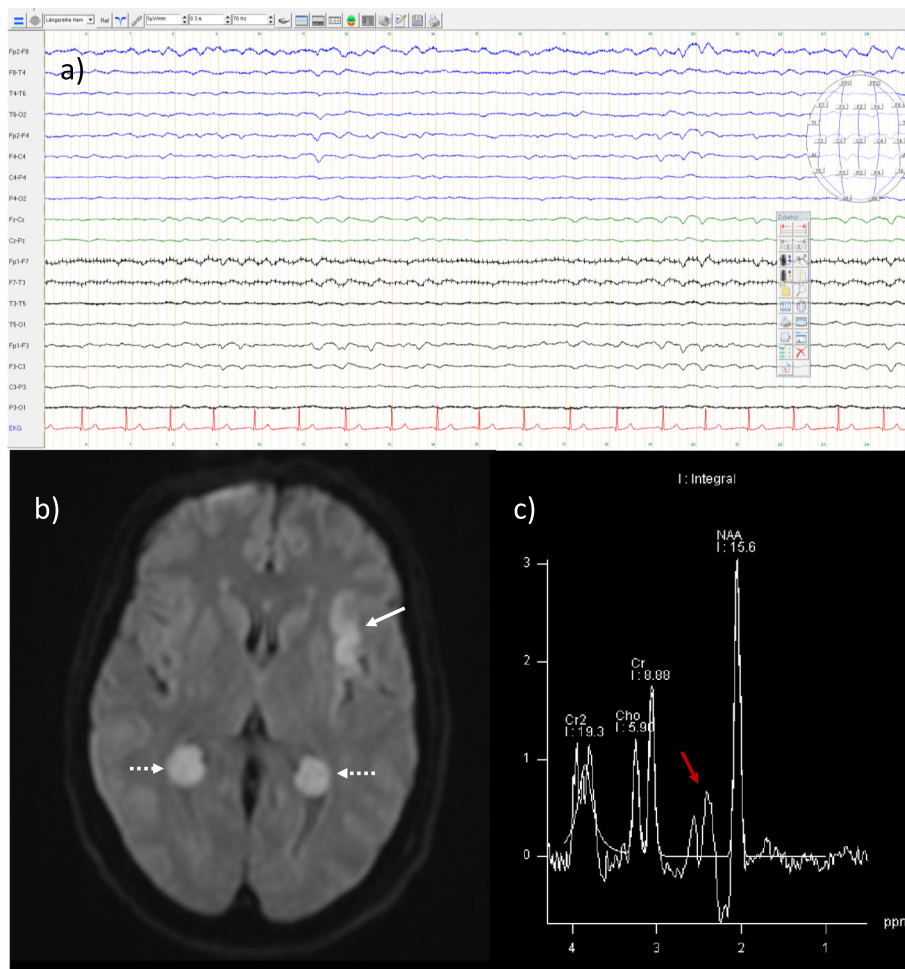 Längsreihe Hem Ref 5µV/mm 0.3 s 70 Hz
a)
Fp2-F8
F8-T4
T4-T6
T6-O2
Fp2-F4
F4-C4
C4-P4
P4-O2
Fz-Cz
Cz-Pz
Fp1-F7
F7-T3
T3-T5
T5-O1
Fp1-F3
F3-C3
C3-P3
P3-O1
EKG
b)
c)
I : Integral
NAA
I : 15.6
3
2
Cr
I : 8.88
Cr2
I : 19.3
Cho
I : 5.90
1
0
ppm
4 3 2 1